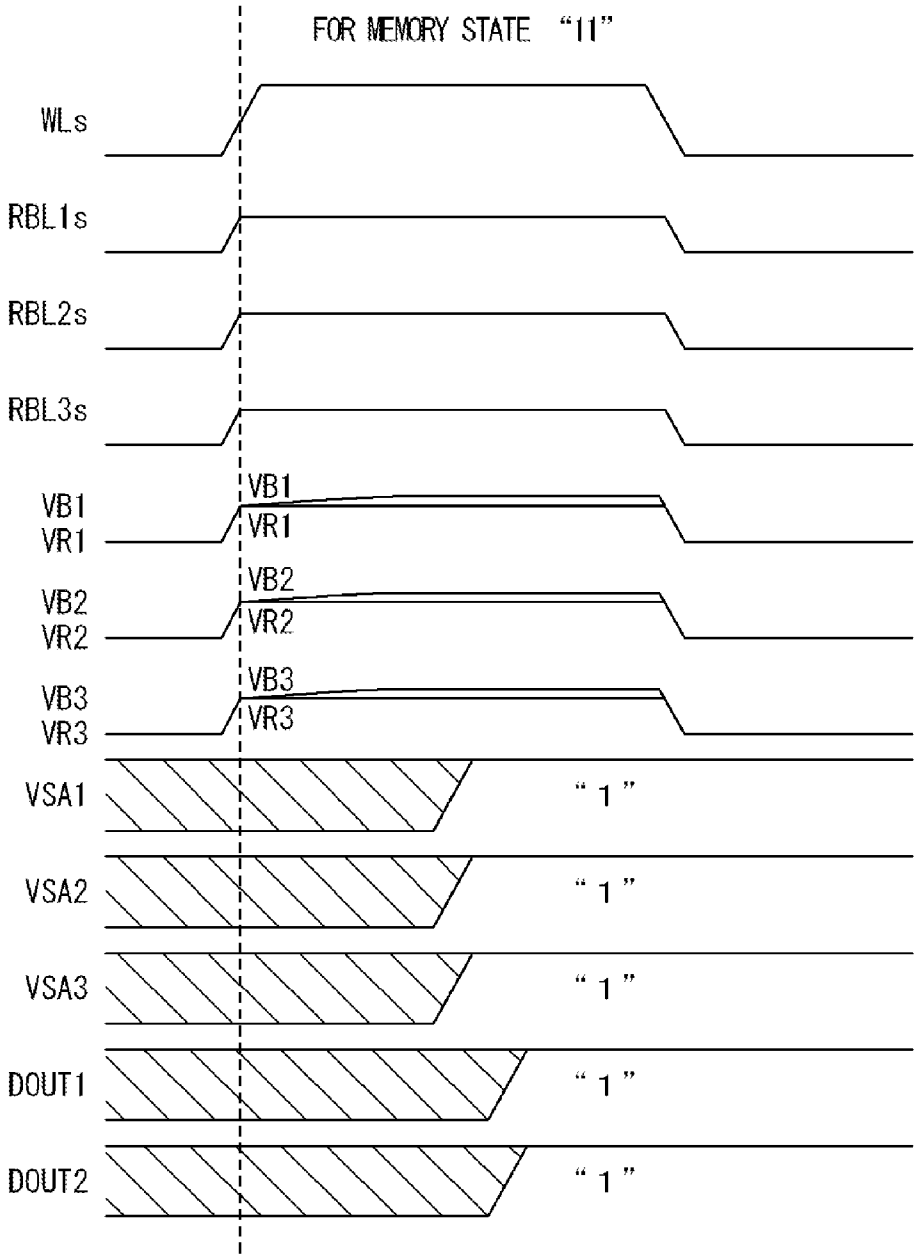 FOR MEMORY STATE “11”
WLs
RBL1s
RBL2s
RBL3s
VB1
VB1
VR1
VR1
VB2
VB2
VR2
VR2
VB3
VB3
VR3
VR3
VSA1 “1”
VSA2 “1”
VSA3 “1”
DOUT1 “1”
DOUT2 “1”